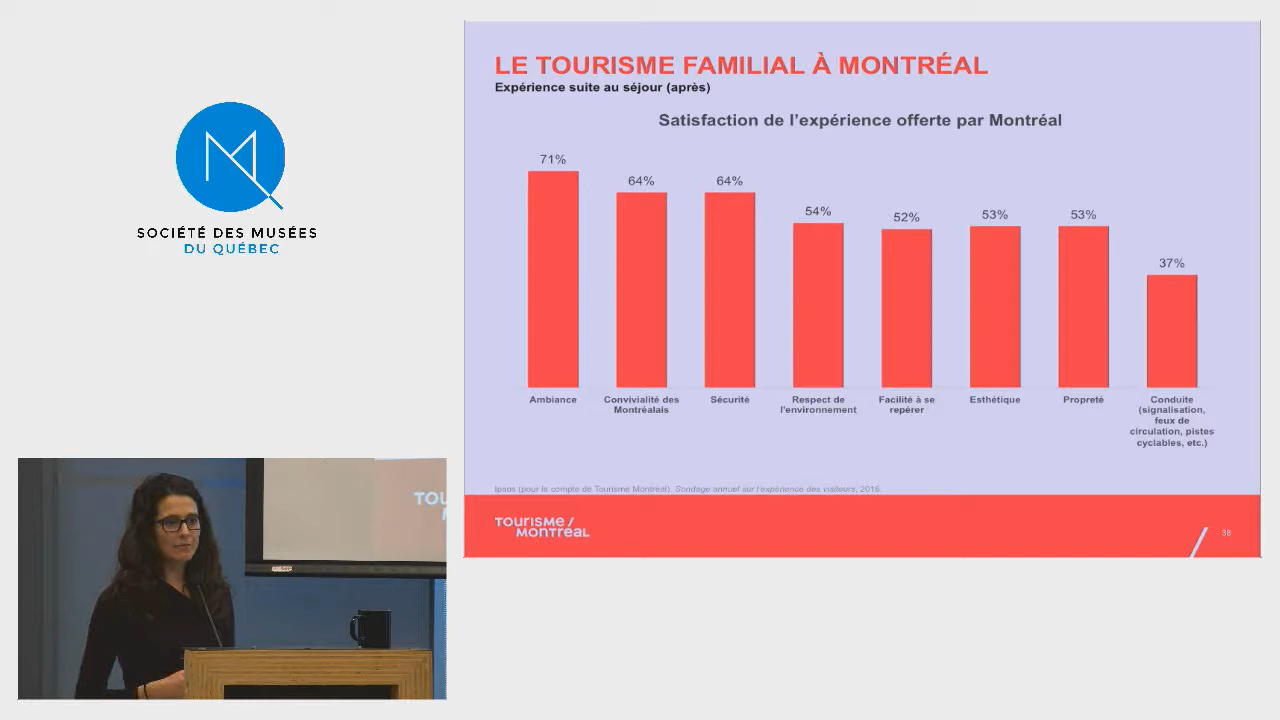 SOCIÉTÉ DES MUSÉES
DU QUÉBEC
LE TOURISME FAMILIAL À MONTRÉAL
Expérience suite au séjour (après)
Satisfaction de l'expérience offerte par Montréal
71%
64%
64%
54%
52%
53%
53%
37%
Ambiance
Convivialité des
Montréalais
Sécurité
Respect de
l'environnement
Facilité à se
repérer
Esthétique
Propreté
Conduite
(signalisation,
feux de
circulation, pistes
cyclables, etc.)
Ipsos (pour le compte de Tourisme Montréal). Sondage annuel sur l'expérience des visiteurs, 2016.
TOURISME /
MONTRÉAL
38
TOU
M